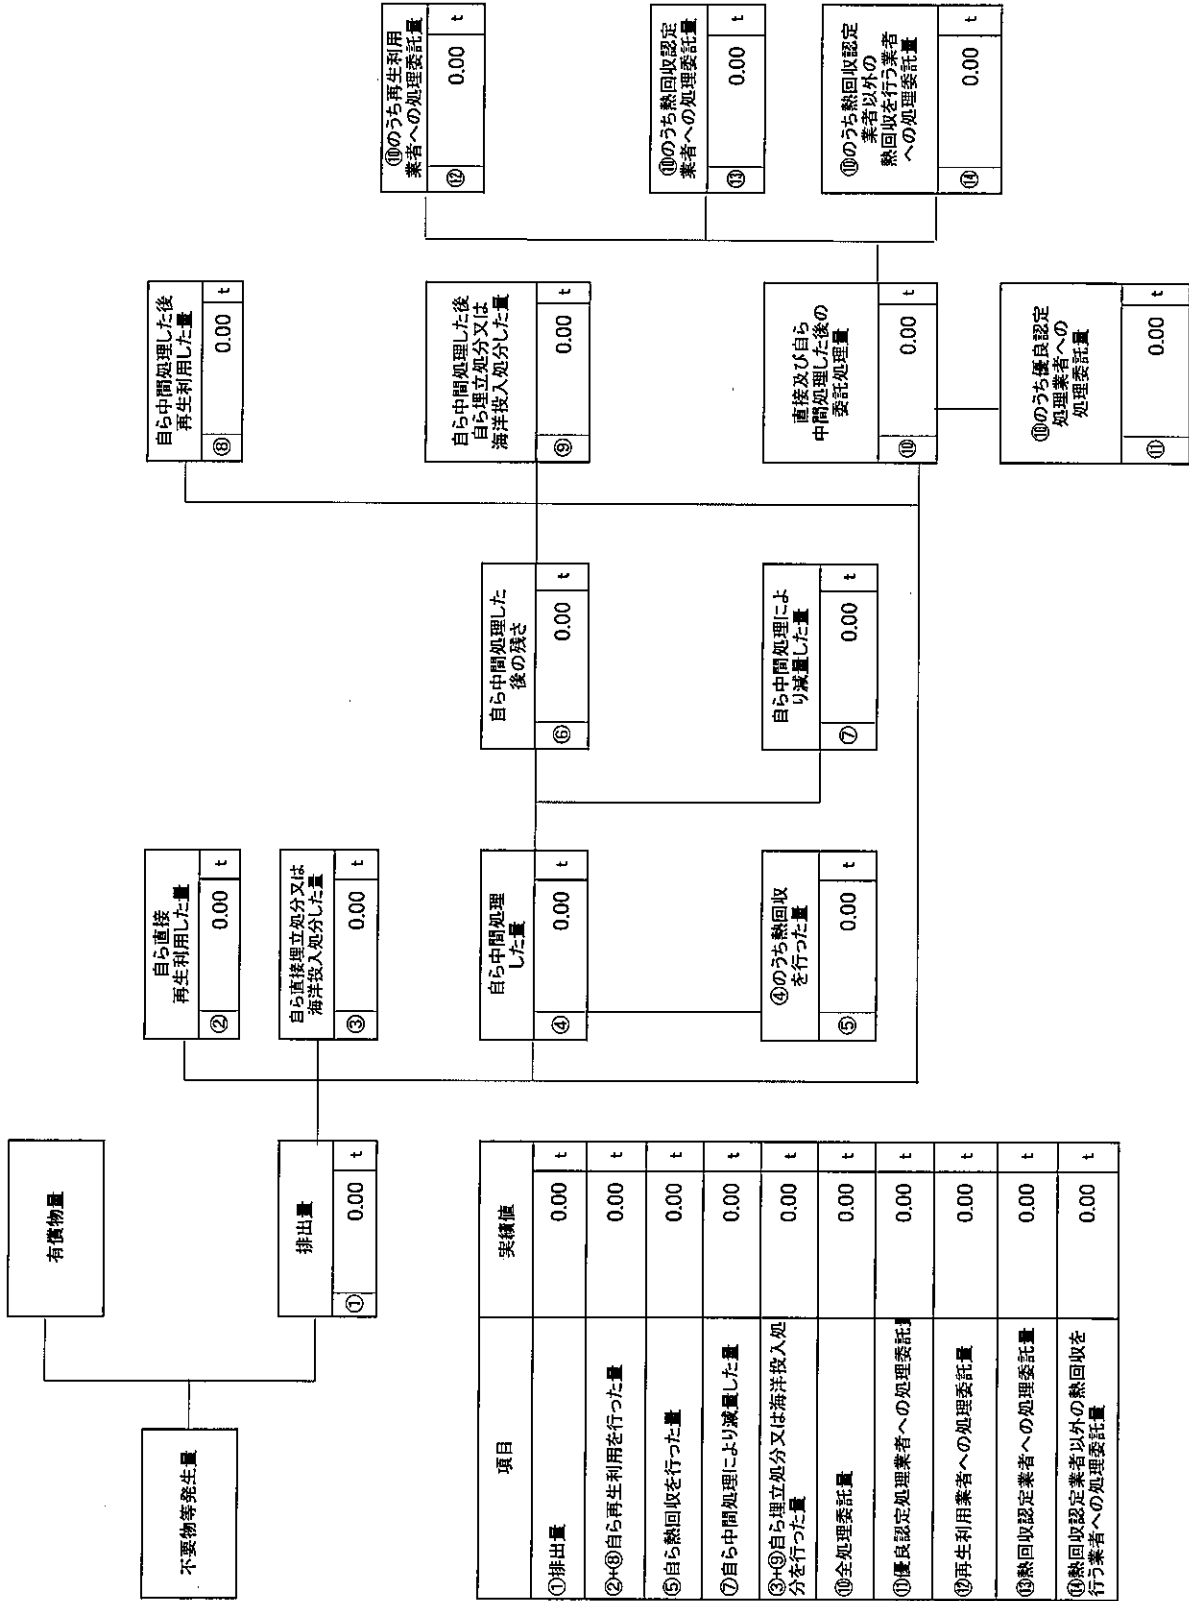 不要物等発生量
有償物量
排出量
① 0.00 t
自ら直接
再生利用した量
② 0.00 t
自ら直接埋立処分又は
海洋投入処分した量
③ 0.00 t
自ら中間処理
した量
④ 0.00 t
④のうち熱回収
を行った量
⑤ 0.00 t
自ら中間処理した
後の残さ
⑥ 0.00 t
自ら中間処理によ
り減量した量
⑦ 0.00 t
自ら中間処理した後
再生利用した量
⑧ 0.00 t
自ら中間処理した後
自ら埋立処分又は
海洋投入処分した量
⑨ 0.00 t
直接及び自ら
中間処理した後の
委託処理量
⑩ 0.00 t
⑩のうち優良認定
処理業者への
処理委託量
⑪ 0.00 t
⑩のうち再生利用
業者への処理委託量
⑫ 0.00 t
⑩のうち熱回収認定
業者への処理委託量
⑬ 0.00 t
⑩のうち熱回収認定
業者以外の
熱回収を行う業者
への処理委託量
⑭ 0.00 t
項目 実績値
①排出量 0.00 t
②+⑧自ら再生利用を行った量 0.00 t
⑤自ら熱回収を行った量 0.00 t
⑦自ら中間処理により減量した量 0.00 t
③+⑨自ら埋立処分又は海洋投入処
分を行った量 0.00 t
⑩全処理委託量 0.00 t
⑪優良認定処理業者への処理委託量 0.00 t
⑫再生利用業者への処理委託量 0.00 t
⑬熱回収認定業者への処理委託量 0.00 t
⑭熱回収認定業者以外の熱回収を
行う業者への処理委託量 0.00 t